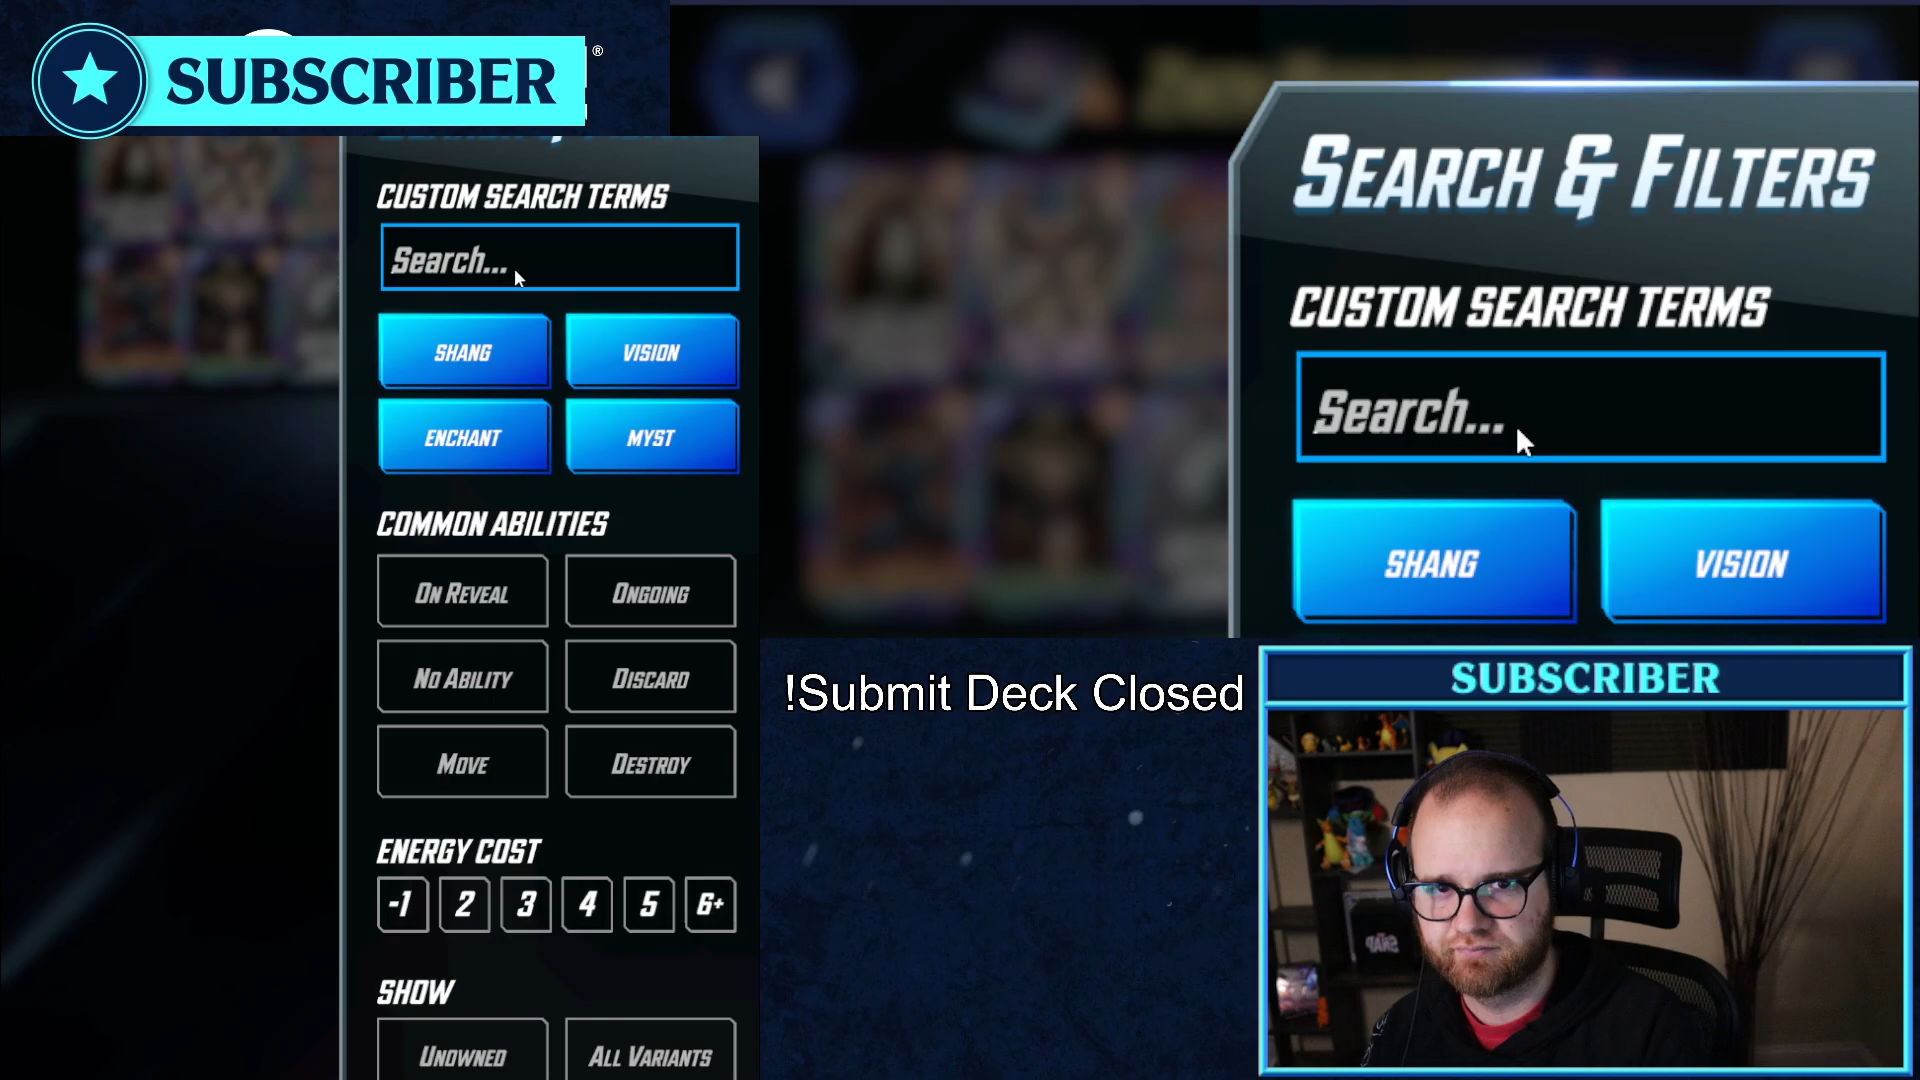 SUBSCRIBER
®
CUSTOM SEARCH TERMS
Search...
SHANG
VISION
ENCHANT
MYST
COMMON ABILITIES
ON REVEAL
ONGOING
NO ABILITY
DISCARD
MOVE
DESTROY
ENERGY COST
-1
2
3
4
5
6+
SHOW
UNOWNED
ALL VARIANTS
SEARCH & FILTERS
CUSTOM SEARCH TERMS
Search...
SHANG
VISION
!Submit Deck Closed
SUBSCRIBER
SNAP